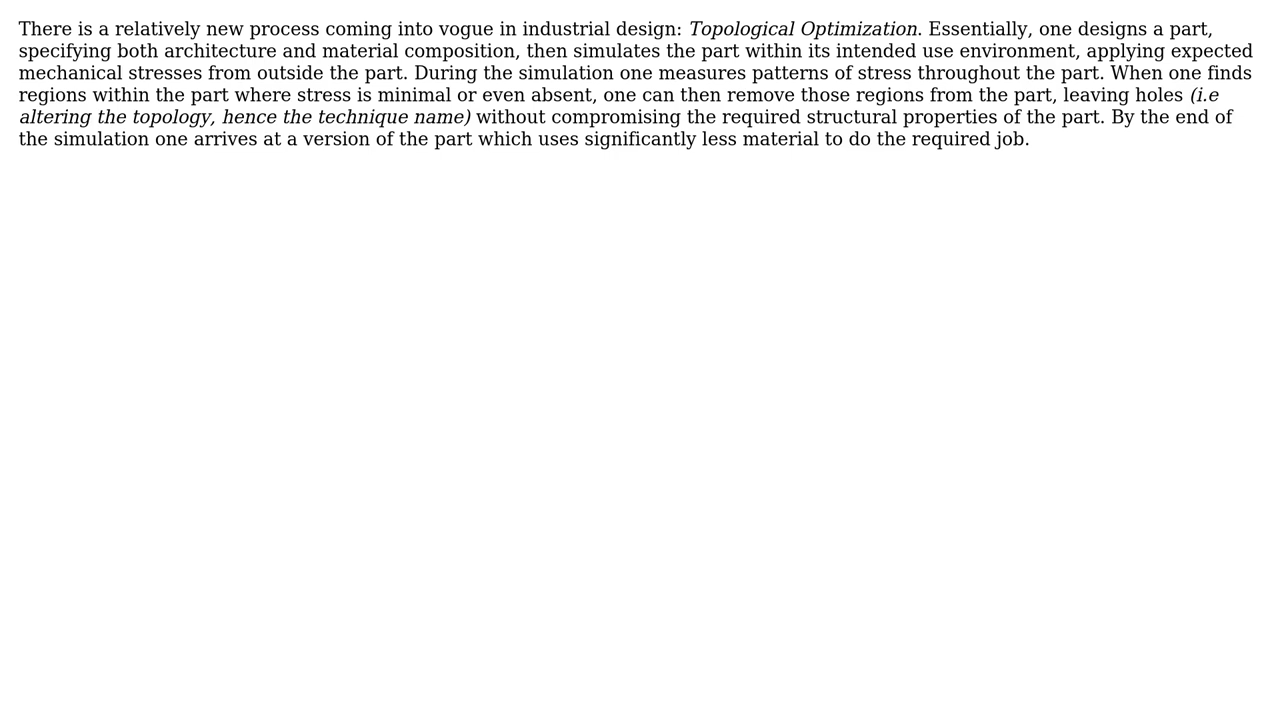 There is a relatively new process coming into vogue in industrial design: Topological Optimization. Essentially, one designs a part,
specifying both architecture and material composition, then simulates the part within its intended use environment, applying expected
mechanical stresses from outside the part. During the simulation one measures patterns of stress throughout the part. When one finds
regions within the part where stress is minimal or even absent, one can then remove those regions from the part, leaving holes (i.e
altering the topology, hence the technique name) without compromising the required structural properties of the part. By the end of
the simulation one arrives at a version of the part which uses significantly less material to do the required job.